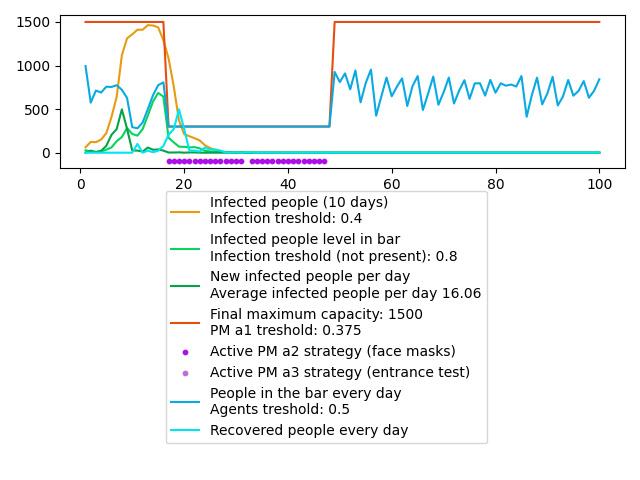 1500
1000
500
0
0
20
40
60
80
100
Infected people (10 days)
Infection treshold: 0.4
Infected people level in bar
Infection treshold (not present): 0.8
New infected people per day
Average infected people per day 16.06
Final maximum capacity: 1500
PM a1 treshold: 0.375
Active PM a2 strategy (face masks)
Active PM a3 strategy (entrance test)
People in the bar every day
Agents treshold: 0.5
Recovered people every day